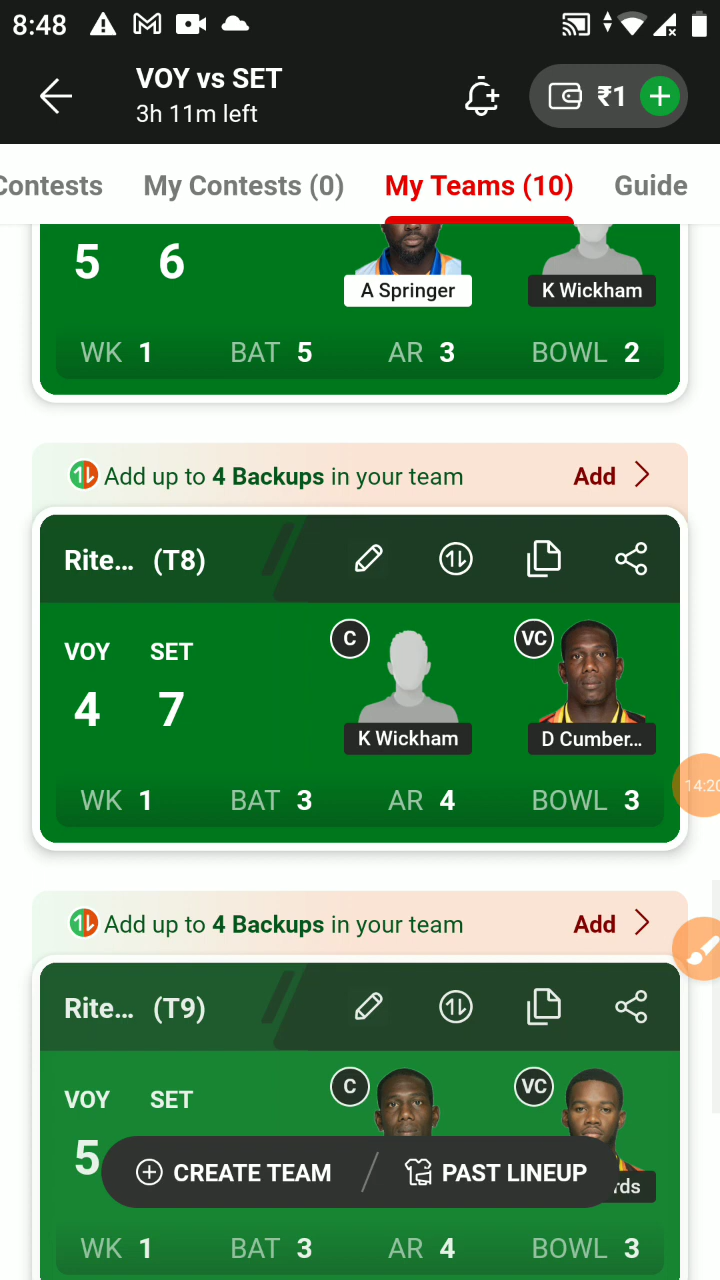 8:48
VOY vs SET
3h 11m left
₹1
Contests My Contests (0) My Teams (10) Guide
5 6
A Springer K Wickham
WK 1 BAT 5 AR 3 BOWL 2
Add up to 4 Backups in your team Add
Rite... (T8)
C VC
VOY SET
4 7
K Wickham D Cumber...
WK 1 BAT 3 AR 4 BOWL 3
14:20
Add up to 4 Backups in your team Add
Rite... (T9)
C VC
VOY SET
5
CREATE TEAM / PAST LINEUP
rds
WK 1 BAT 3 AR 4 BOWL 3